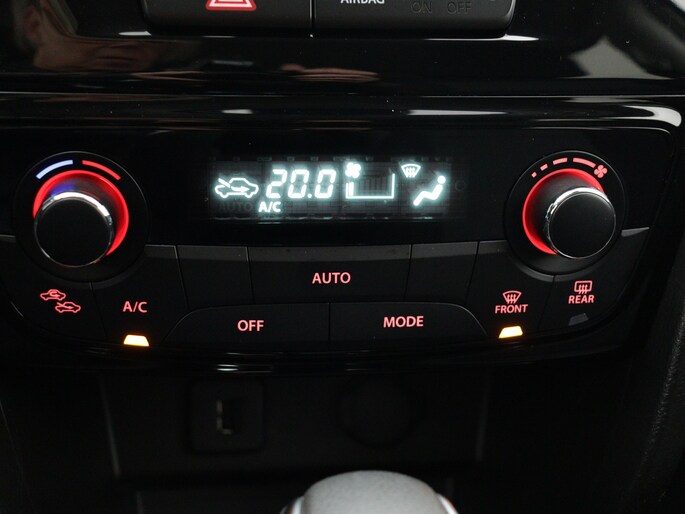 AIRBAG
ON OFF
20.0
A/C
AUTO
A/C
OFF
MODE
FRONT
REAR